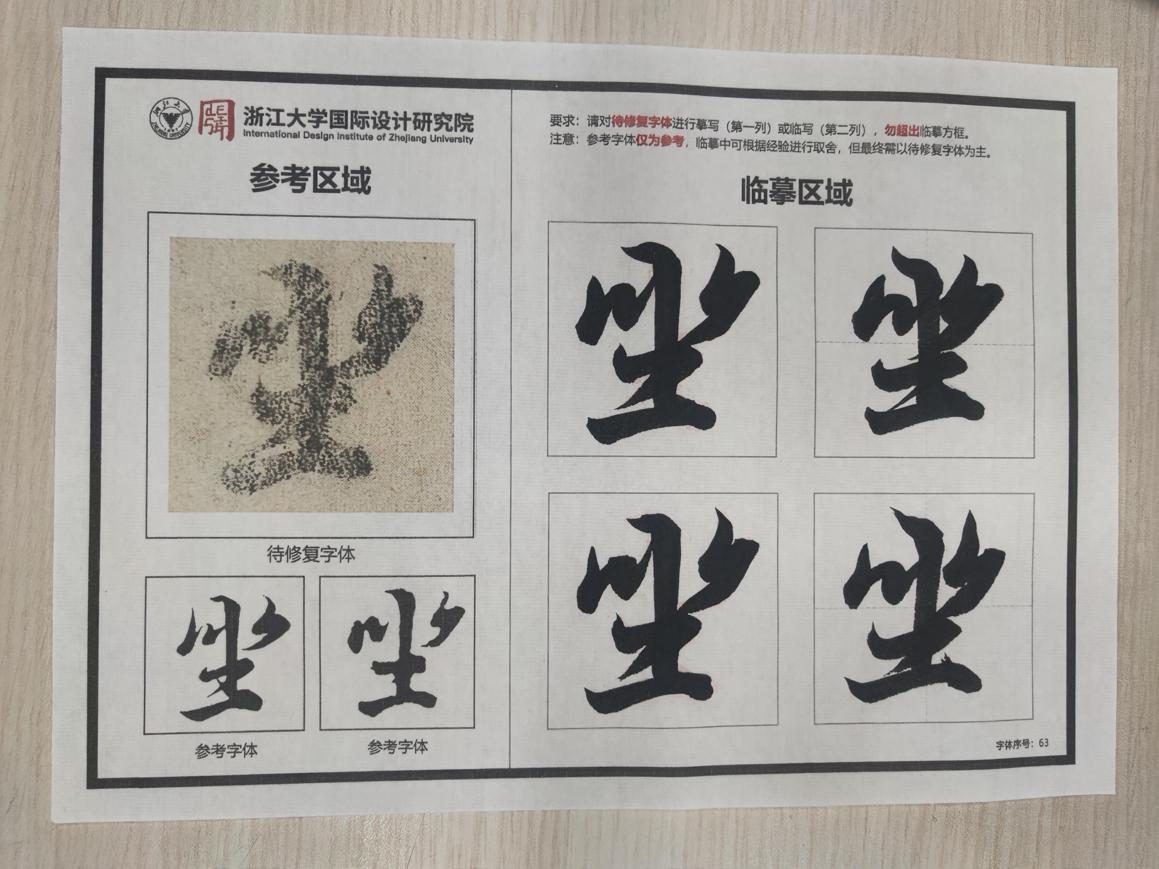 浙江大学国际设计研究院
International Design Institute of Zhejiang University
参考区域
坐
待修复字体
坐
坐
参考字体
参考字体
要求：请对待修复字体进行摹写（第一列）或临写（第二列），勿超出临摹方框。
注意：参考字体仅为参考，临摹中可根据经验进行取舍，但最终需以待修复字体为主。
临摹区域
坐
坐
坐
坐
字体序号：63